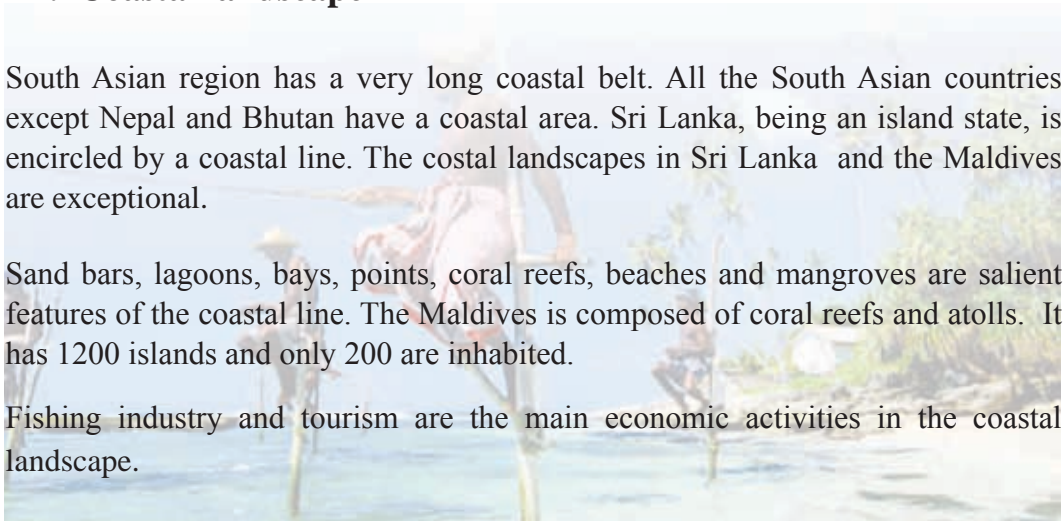 South Asian region has a very long coastal belt. All the South Asian countries
except Nepal and Bhutan have a coastal area. Sri Lanka, being an island state, is
encircled by a coastal line. The costal landscapes in Sri Lanka and the Maldives
are exceptional.
Sand bars, lagoons, bays, points, coral reefs, beaches and mangroves are salient
features of the coastal line. The Maldives is composed of coral reefs and atolls. It
has 1200 islands and only 200 are inhabited.
Fishing industry and tourism are the main economic activities in the coastal
landscape.